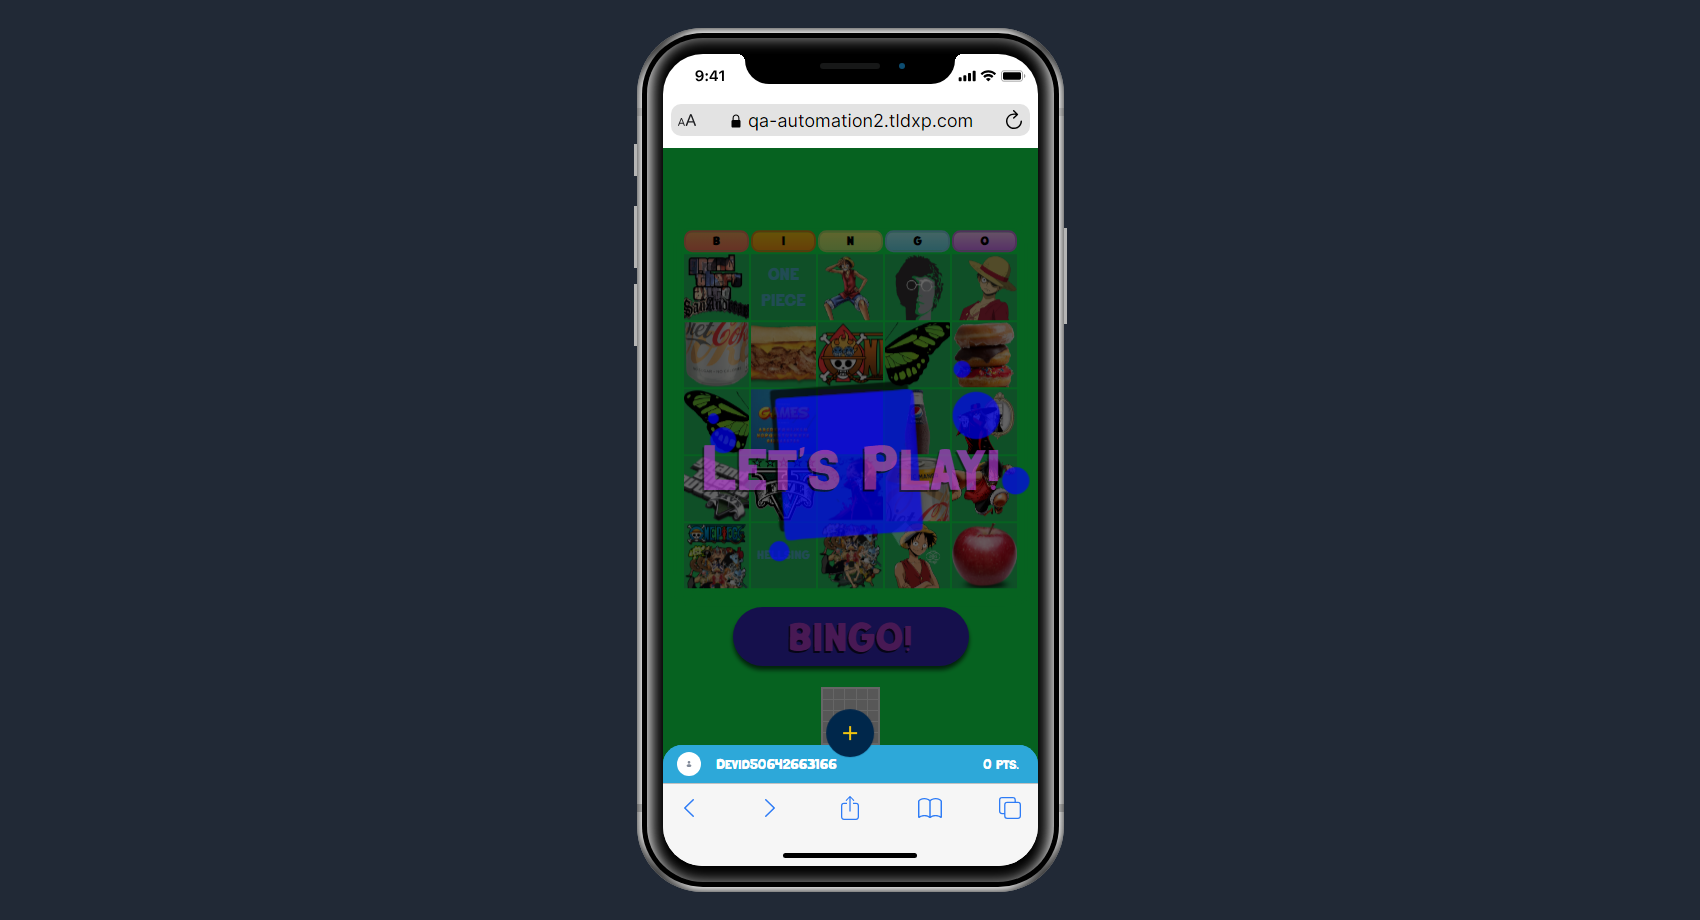 9:41
AA qa-automation2.tldxp.com
B I N G O
ONE
PIECE
GAMES
LET'S PLAY!
BINGO!
+
DEVID50642663166 0 PTS.